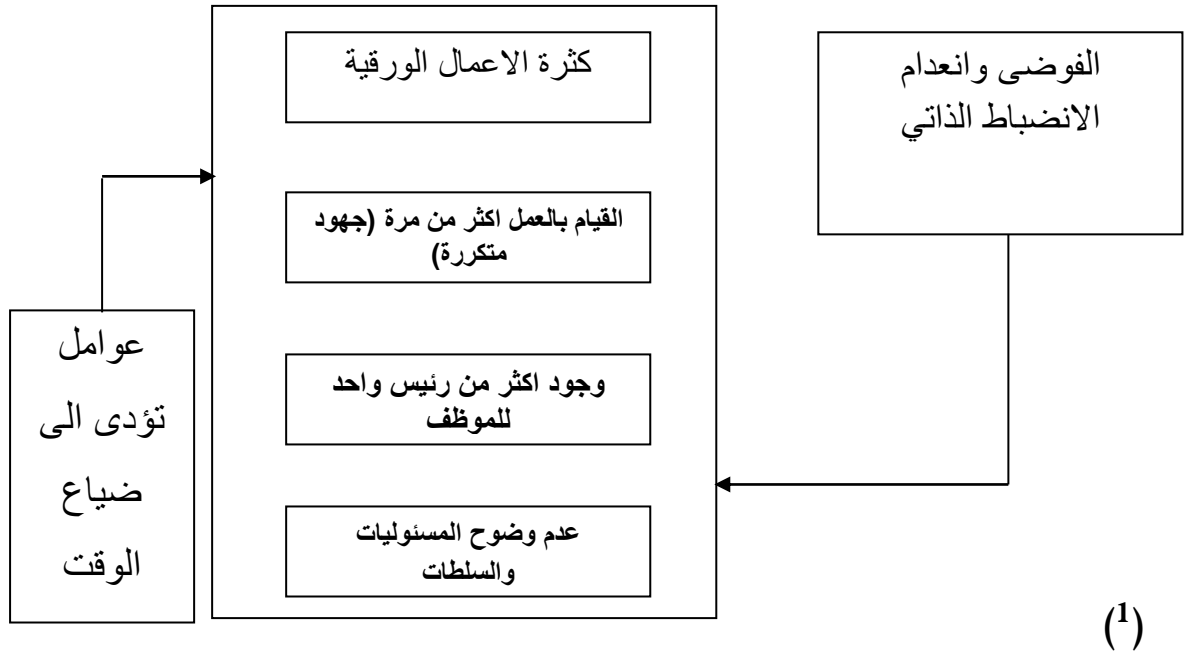 الفوضى وانعدام
الانضباط الذاتي
كثرة الاعمال الورقية
القيام بالعمل اكثر من مرة (جهود
متكررة)
وجود اكثر من رئيس واحد
للموظف
عدم وضوح المسئوليات
والسلطات
عوامل
تؤدى الى
ضياع
الوقت
(1)